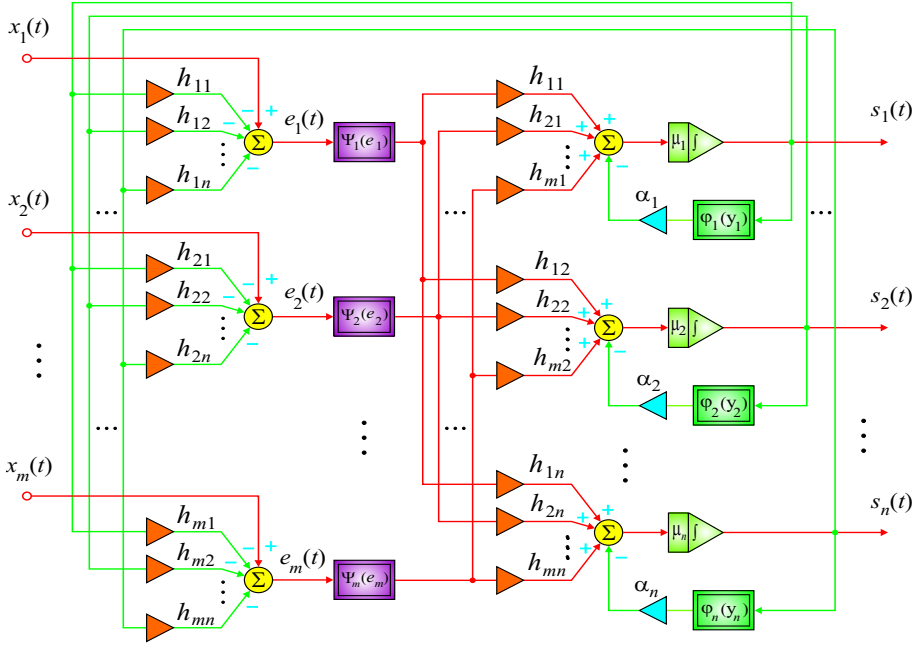 x₁(t)
h₁₁
h₁₂
h₁ₙ
Σ
e₁(t)
Ψ₁(e₁)
h₁₁
h₂₁
hₘ₁
Σ
μ₁ ∫
s₁(t)
α₁
φ₁(y₁)
x₂(t)
h₂₁
h₂₂
h₂ₙ
Σ
e₂(t)
Ψ₂(e₂)
h₁₂
h₂₂
hₘ₂
Σ
μ₂ ∫
s₂(t)
α₂
φ₂(y₂)
xₘ(t)
hₘ₁
hₘ₂
hₘₙ
Σ
eₘ(t)
Ψₘ(eₘ)
h₁ₙ
h₂ₙ
hₘₙ
Σ
μₙ ∫
sₙ(t)
αₙ
φₙ(yₙ)